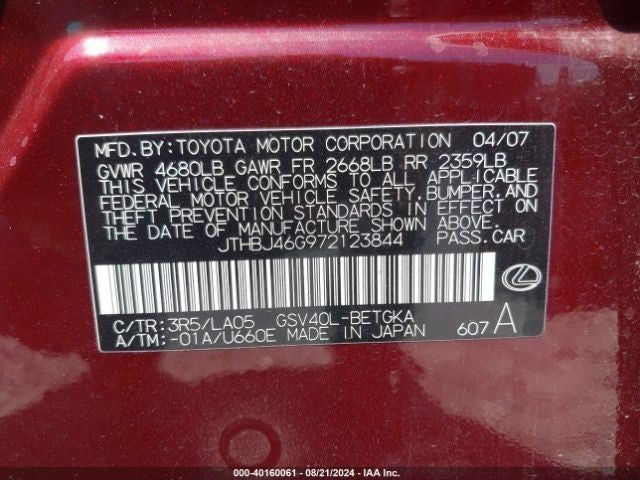 MFD.BY:TOYOTA MOTOR CORPORATION 04/07
GVWR 4680LB GAWR FR 2668LB RR 2359LB
THIS VEHICLE CONFORMS TO ALL APPLICABLE
FEDERAL MOTOR VEHICLE SAFETY,BUMPER,AND
THEFT PREVENTION STANDARDS IN EFFECT ON
THE DATE OF MANUFACTURE SHOWN ABOVE.
JTHBJ46G972123844 PASS.CAR
C/TR:3R5/LA05 GSV40L-BETGKA
A/TM:-01A/U660E MADE IN JAPAN 607 A
000-40160061 - 08/21/2024 - IAA Inc.